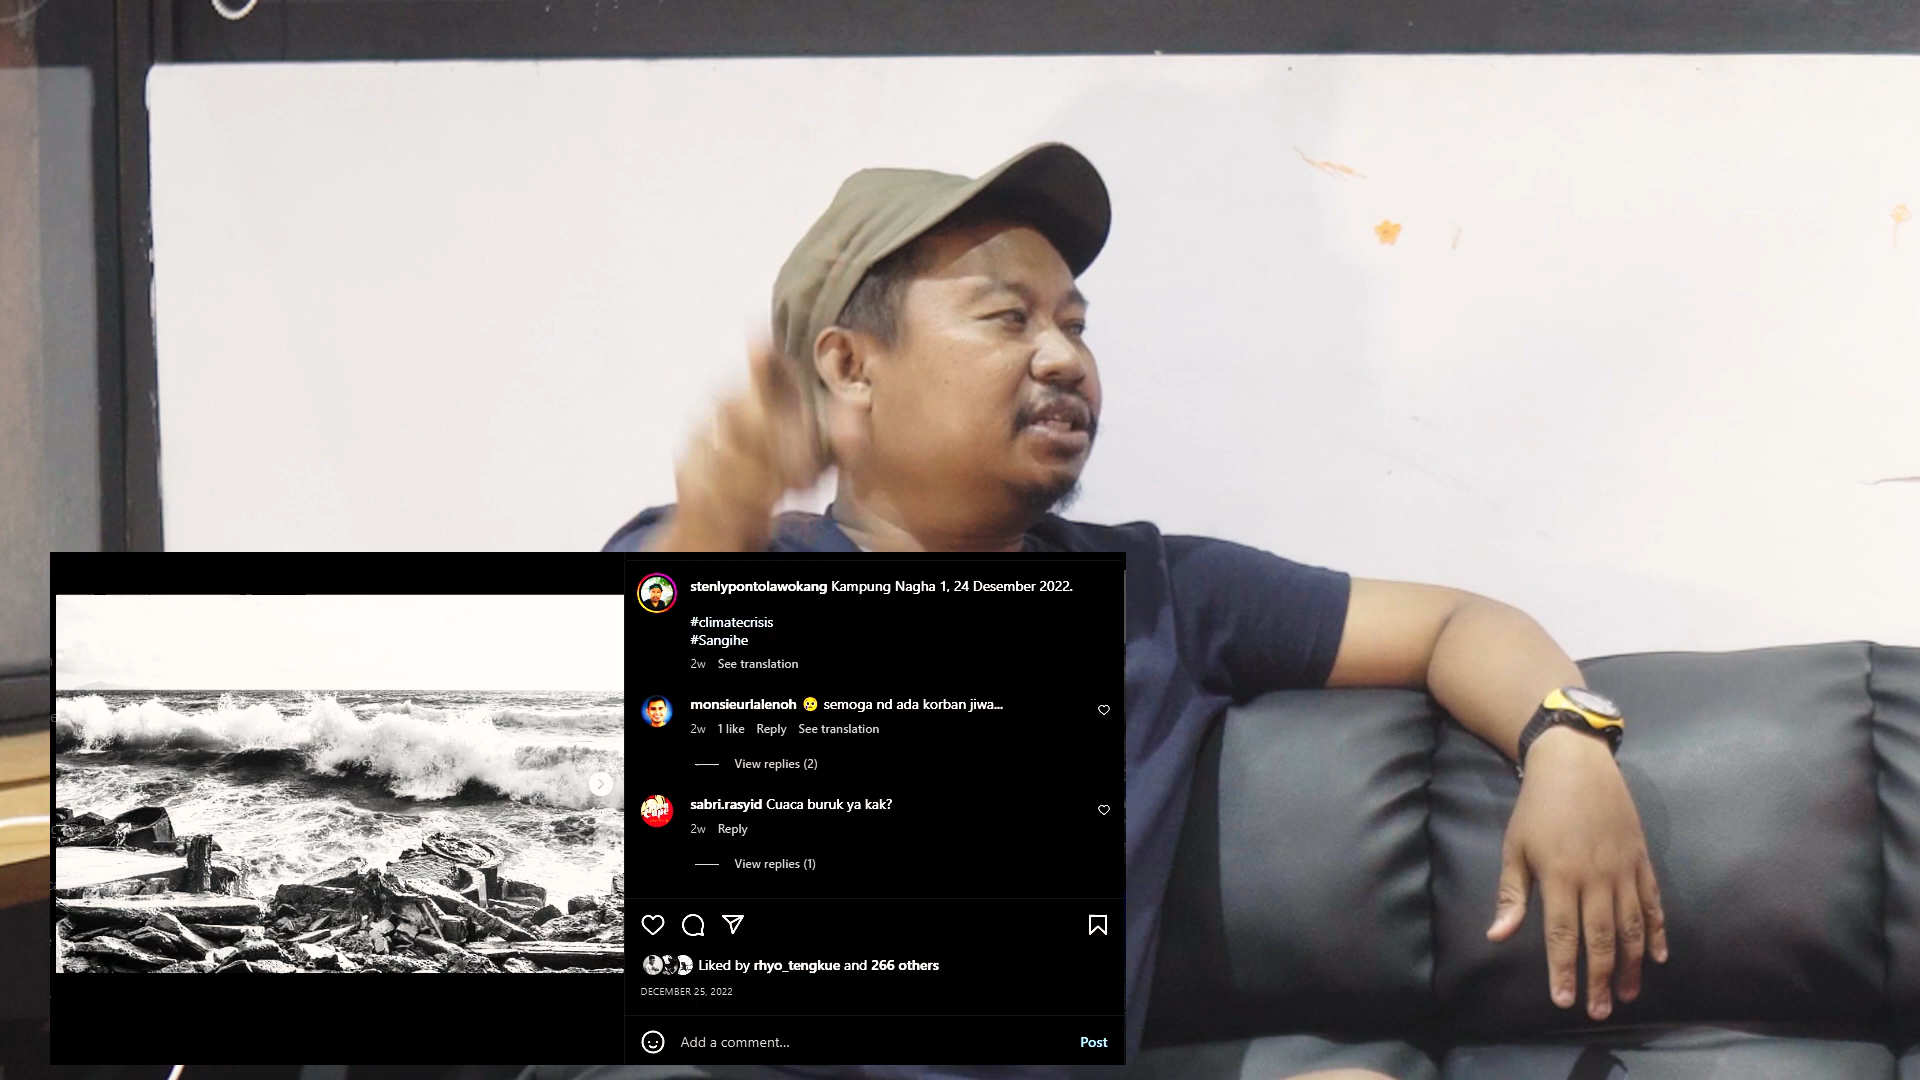 stenlypontolawokang Kampung Nagha 1, 24 Desember 2022.
#climatecrisis
#Sangihe
2w See translation
monsieurlalenoh 😢 semoga nd ada korban jiwa...
2w 1 like Reply See translation
View replies (2)
sabri.rasyid Cuaca buruk ya kak?
2w Reply
View replies (1)
Liked by rhyo_tengkue and 266 others
DECEMBER 25, 2022
Add a comment... Post